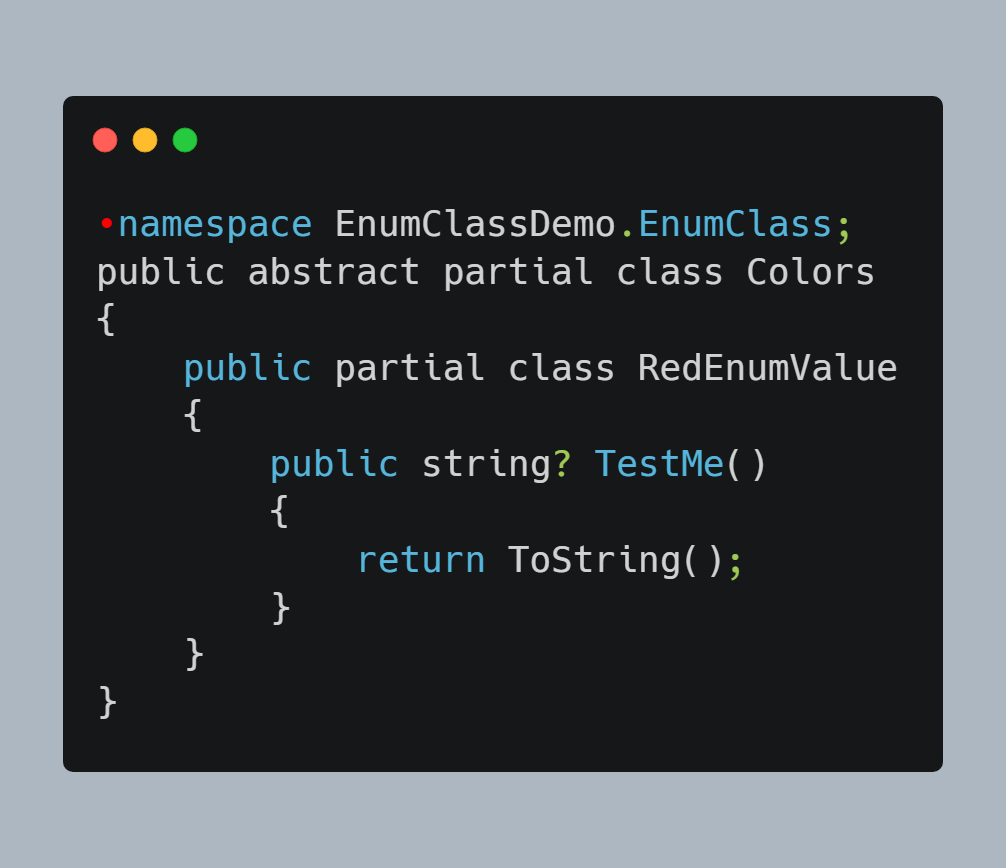 •namespace EnumClassDemo.EnumClass;
public abstract partial class Colors
{
    public partial class RedEnumValue
    {
        public string? TestMe()
        {
            return ToString();
        }
    }
}